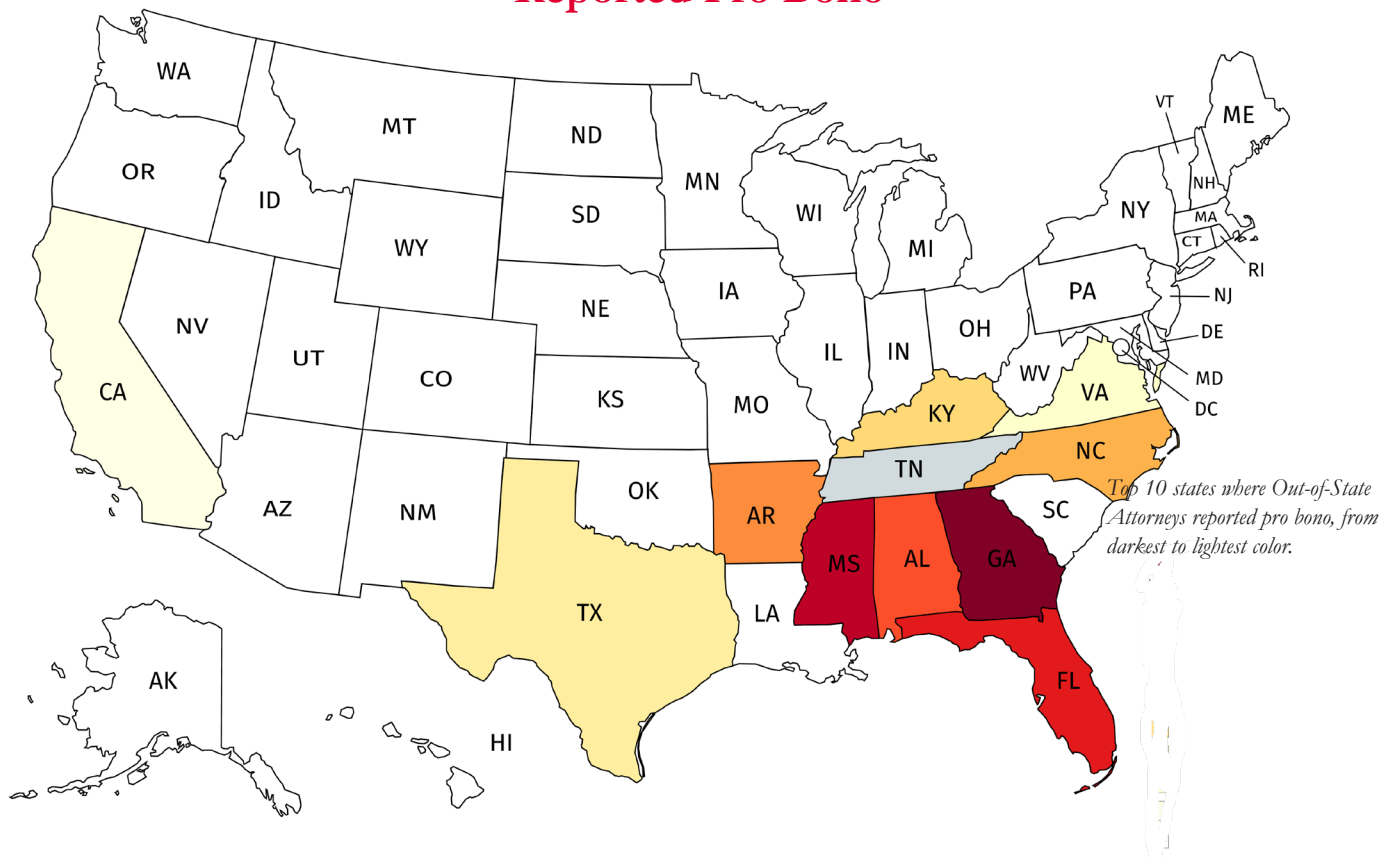 Reported Pro Bono
WA
MT
ND
MN
VT
ME
OR
ID
SD
WI
MI
NY
NH
MA
CT
RI
WY
IA
NE
PA
NJ
NV
UT
CO
IL
IN
OH
DE
MD
DC
CA
KS
MO
WV
VA
KY
NC
TN
AZ
NM
OK
AR
SC
Top 10 states where Out-of-State
Attorneys reported pro bono, from
darkest to lightest color.
MS
AL
GA
TX
LA
FL
AK
HI